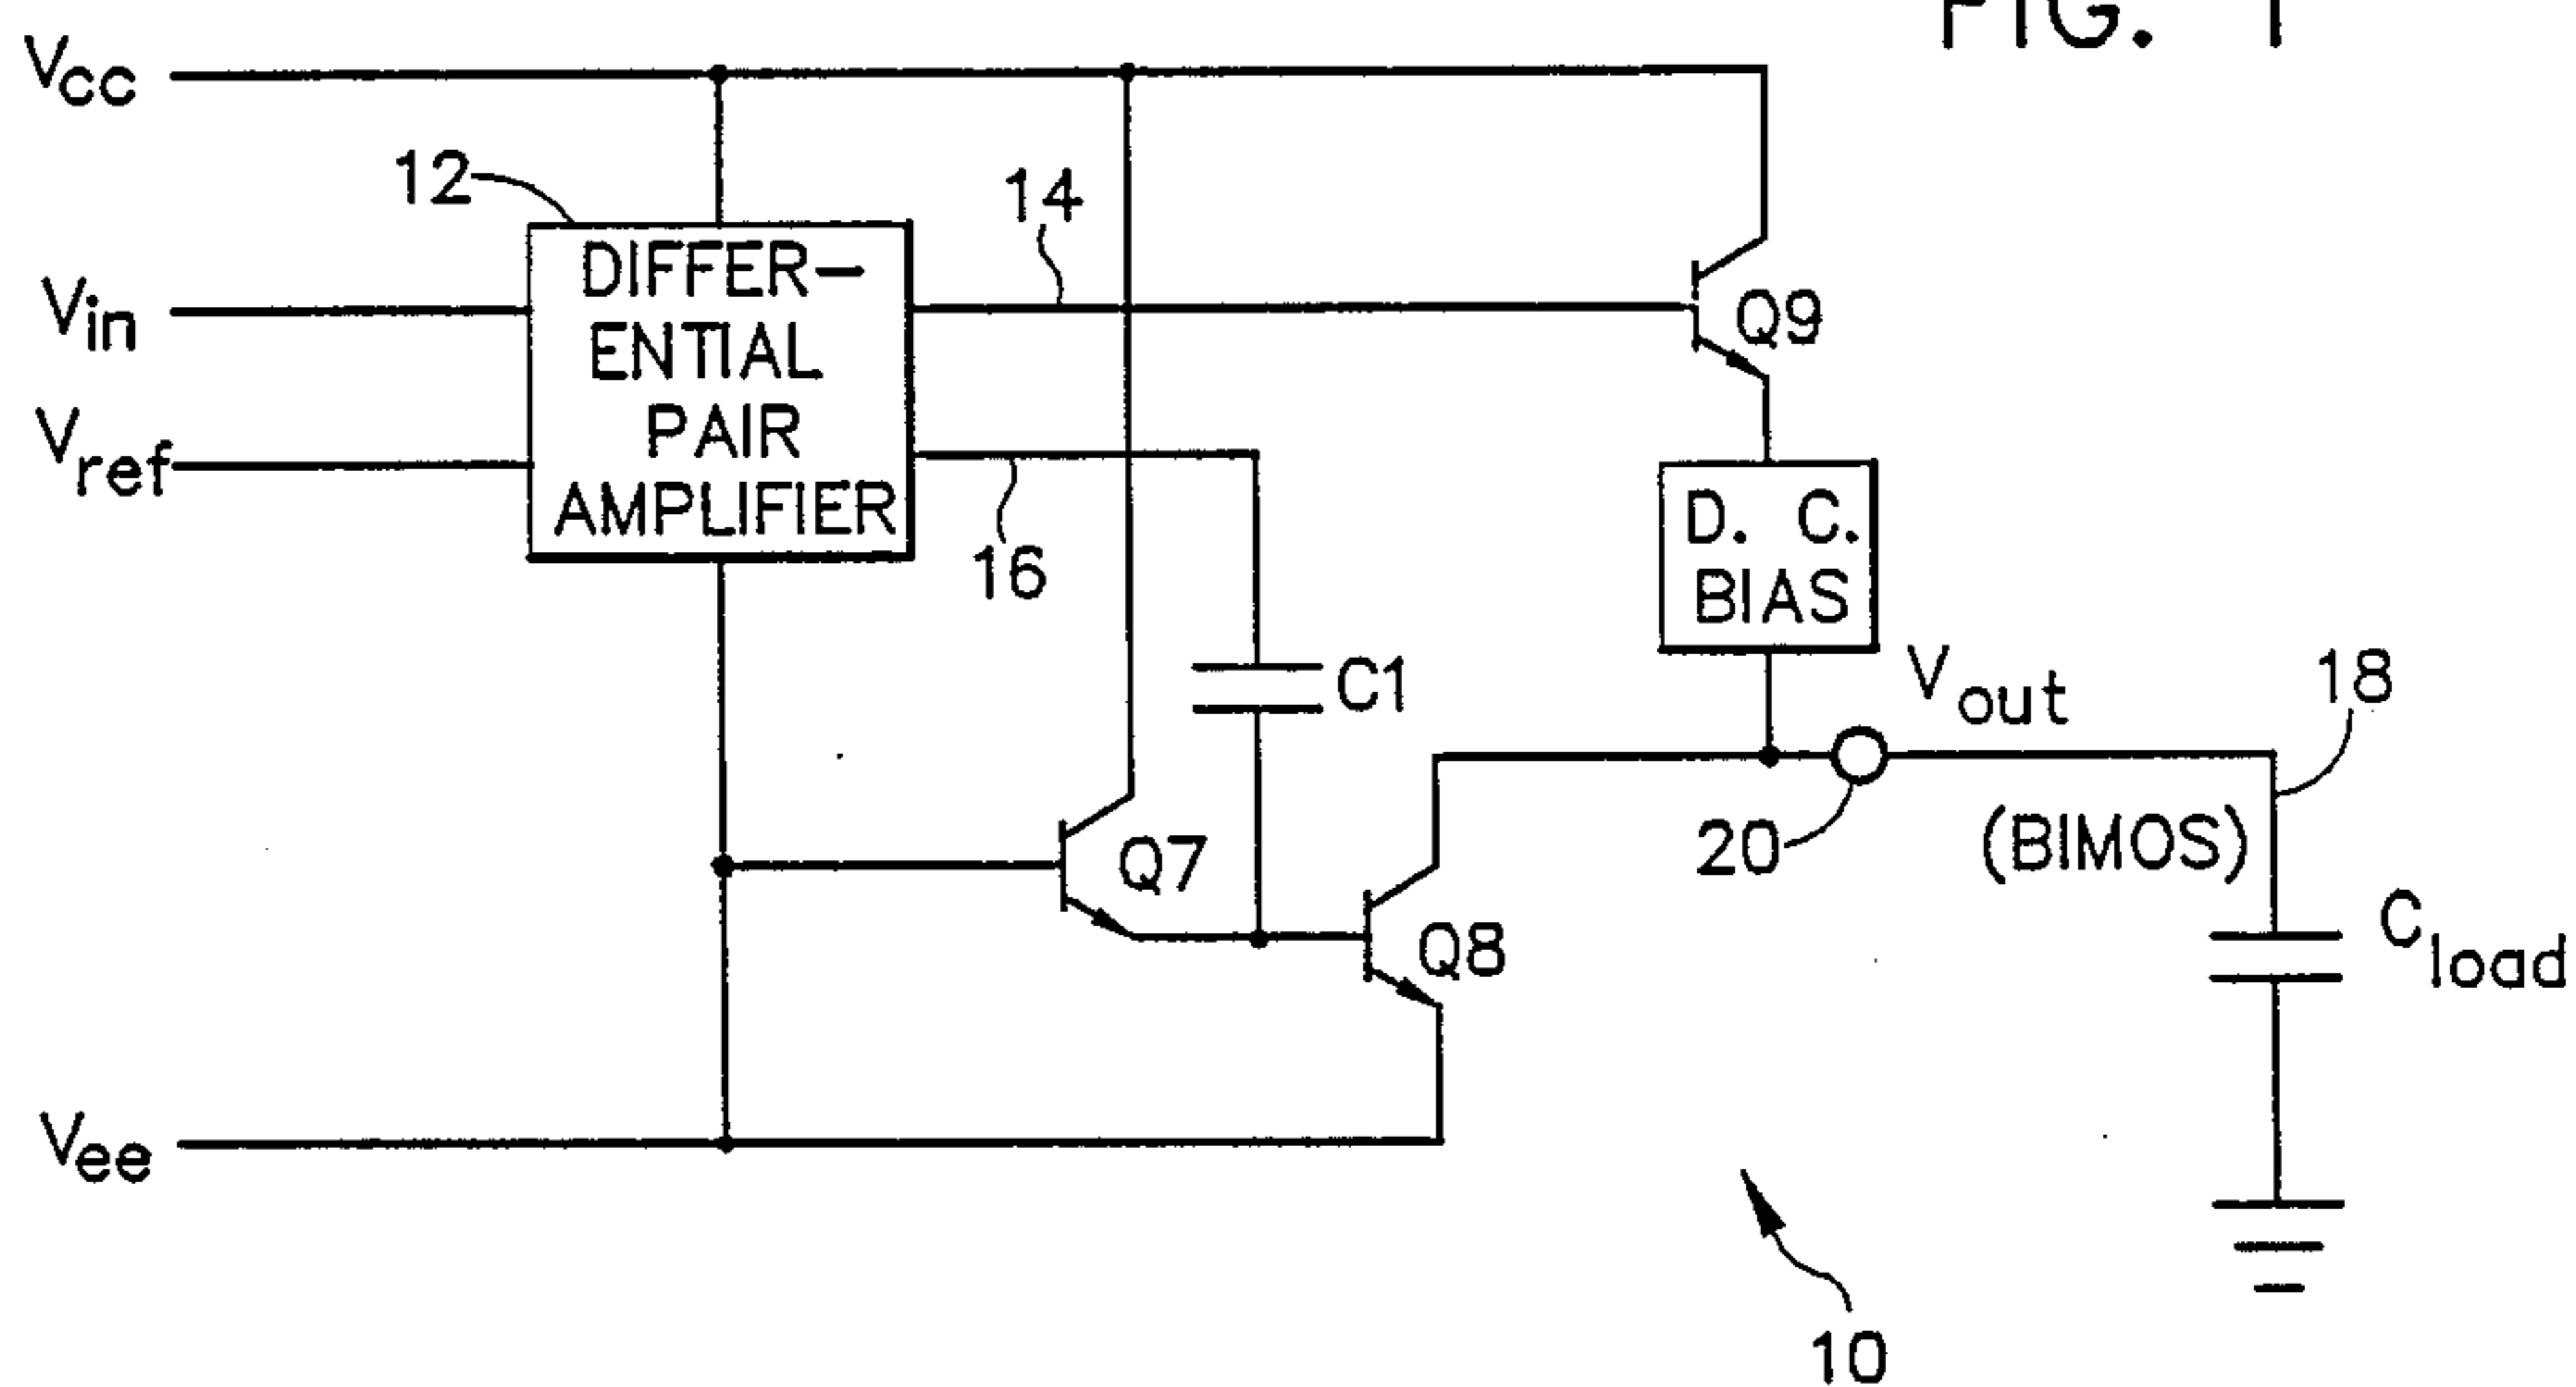 FIG. 1
Vcc
12
14
DIFFER-
ENTIAL
PAIR
AMPLIFIER
Vin
Q9
Vref
16
D. C.
BIAS
C1
Vout
18
20
(BIMOS)
Q7
Q8
Cload
Vee
10